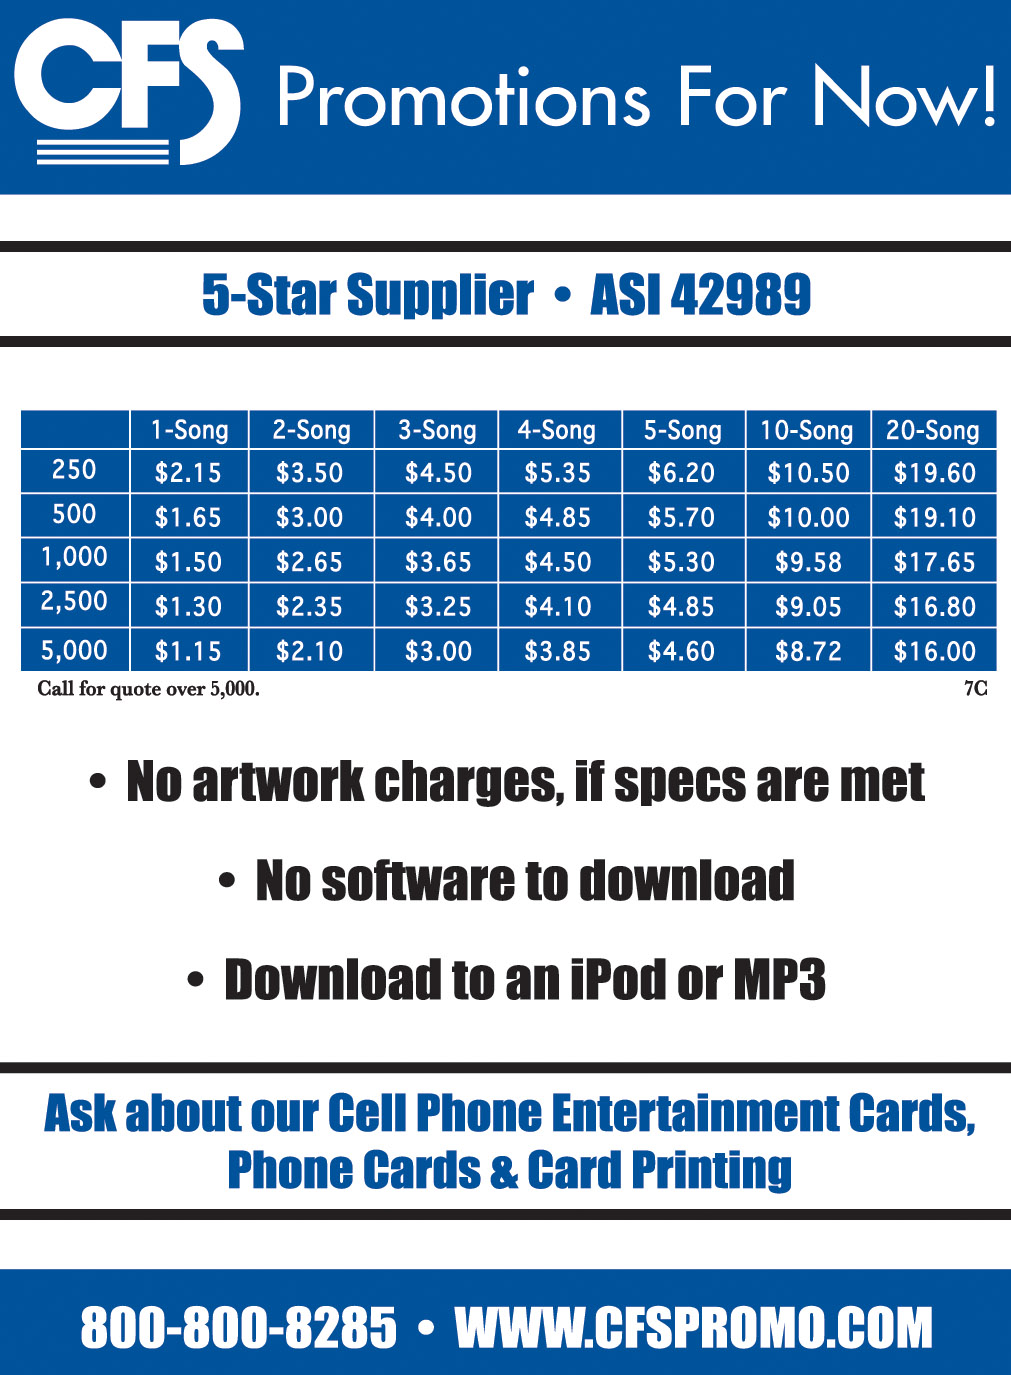 CFS Promotions For Now!
5-Star Supplier • ASI 42989
1-Song 2-Song 3-Song 4-Song 5-Song 10-Song 20-Song
250 $2.15 $3.50 $4.50 $5.35 $6.20 $10.50 $19.60
500 $1.65 $3.00 $4.00 $4.85 $5.70 $10.00 $19.10
1,000 $1.50 $2.65 $3.65 $4.50 $5.30 $9.58 $17.65
2,500 $1.30 $2.35 $3.25 $4.10 $4.85 $9.05 $16.80
5,000 $1.15 $2.10 $3.00 $3.85 $4.60 $8.72 $16.00
Call for quote over 5,000. 7C
• No artwork charges, if specs are met
• No software to download
• Download to an iPod or MP3
Ask about our Cell Phone Entertainment Cards,
Phone Cards & Card Printing
800-800-8285 • WWW.CFSPROMO.COM